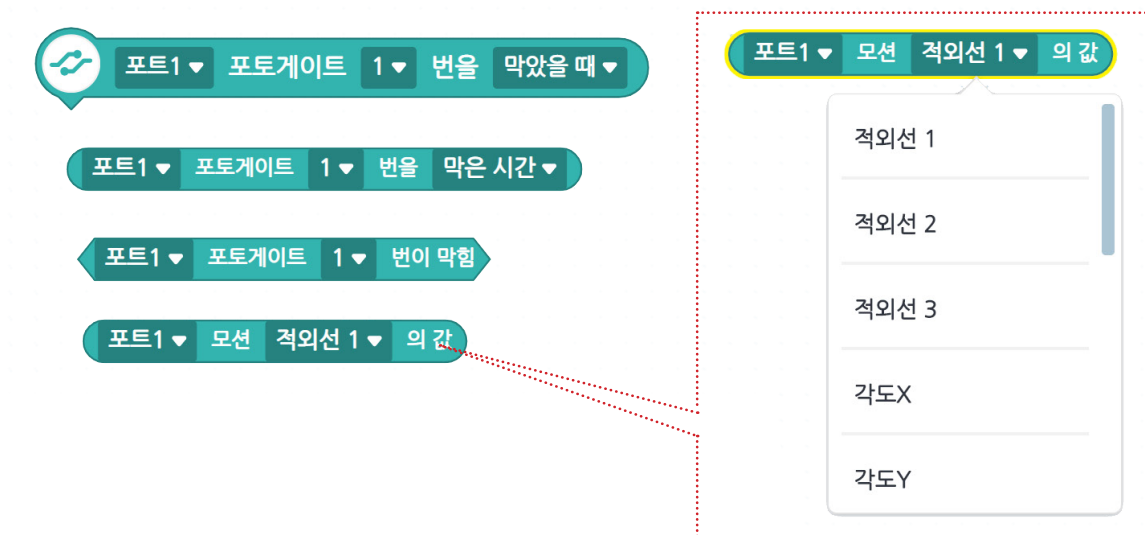 포트1 포토게이트 1 번을 막았을 때
포트1 포토게이트 1 번을 막은 시간
포트1 포토게이트 1 번이 막힘
포트1 모션 적외선 1 의 값
포트1 모션 적외선 1 의 값
적외선 1
적외선 2
적외선 3
각도X
각도Y